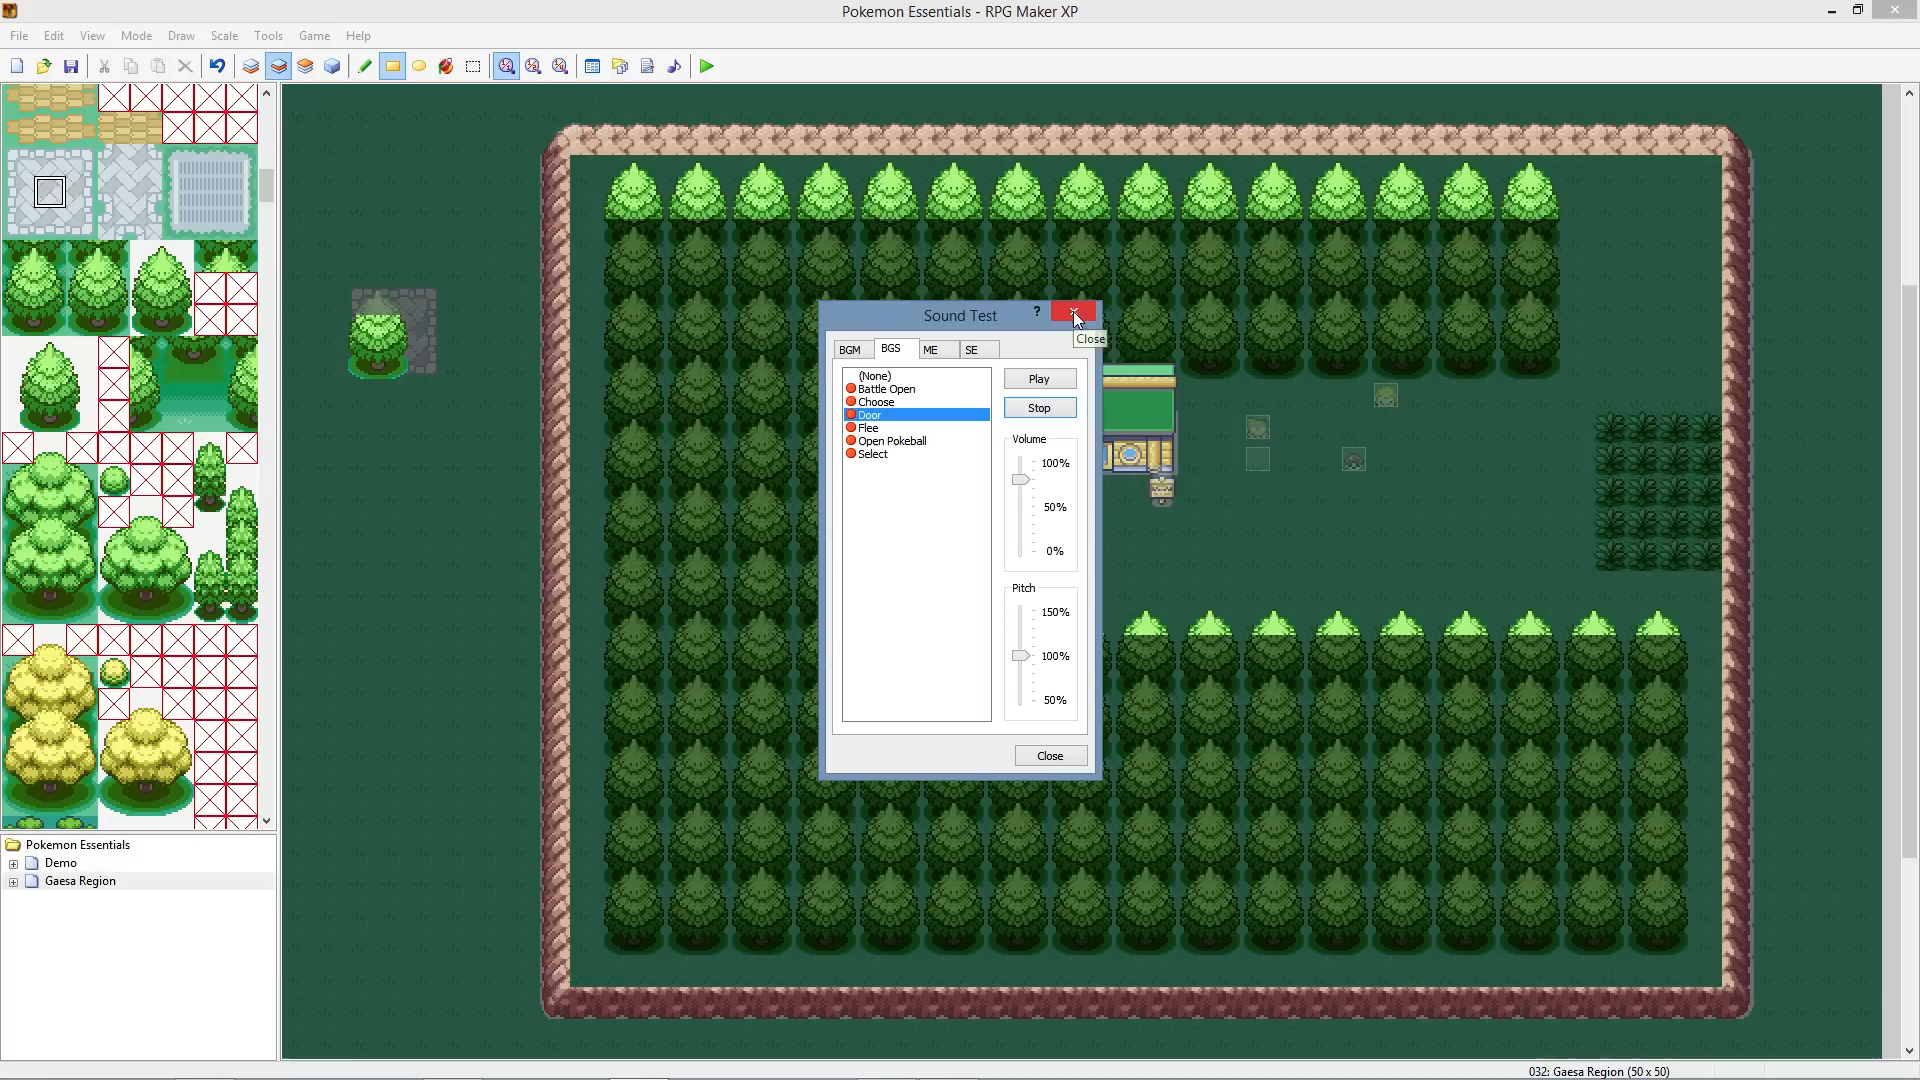 Pokemon Essentials - RPG Maker XP
File Edit View Mode Draw Scale Tools Game Help
Sound Test
?
Close
BGM BGS ME SE
(None)
Battle Open
Choose
Door
Flee
Open Pokeball
Select
Play
Stop
Volume
100%
50%
0%
Pitch
150%
100%
50%
Close
Pokemon Essentials
Demo
Gaesa Region
032: Gaesa Region (50 x 50)